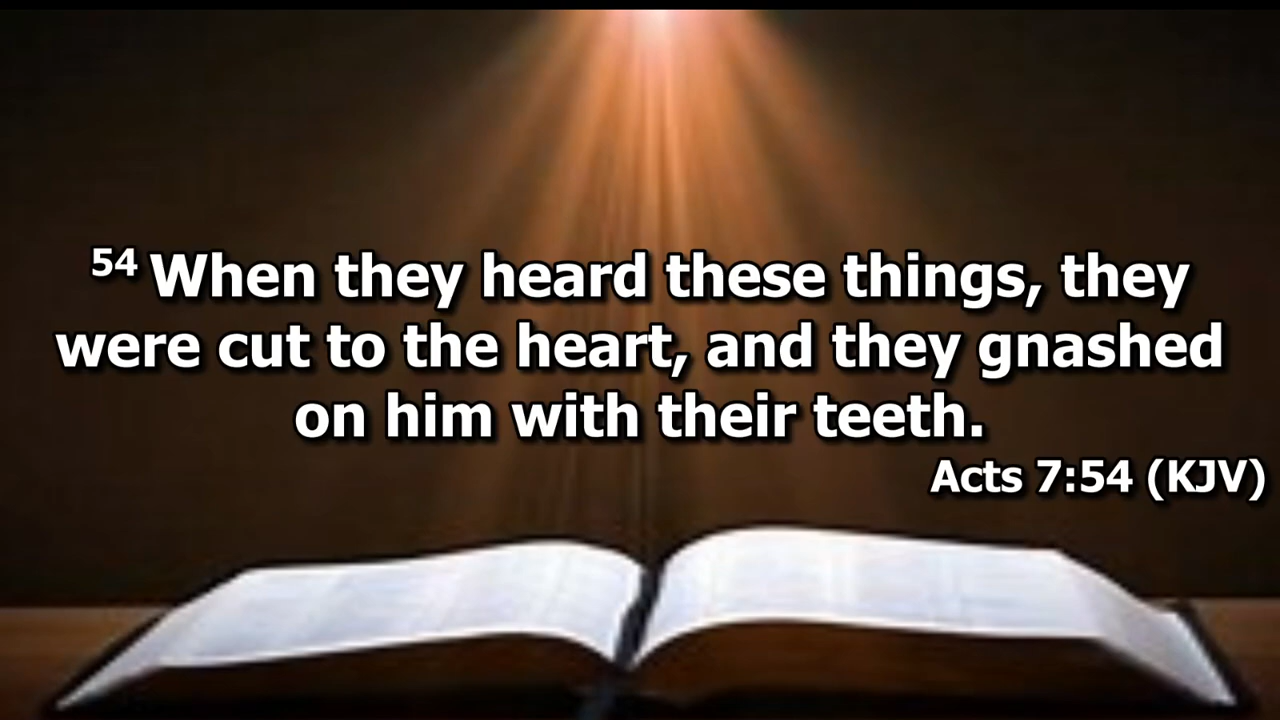 54 When they heard these things, they
were cut to the heart, and they gnashed
on him with their teeth.
Acts 7:54 (KJV)